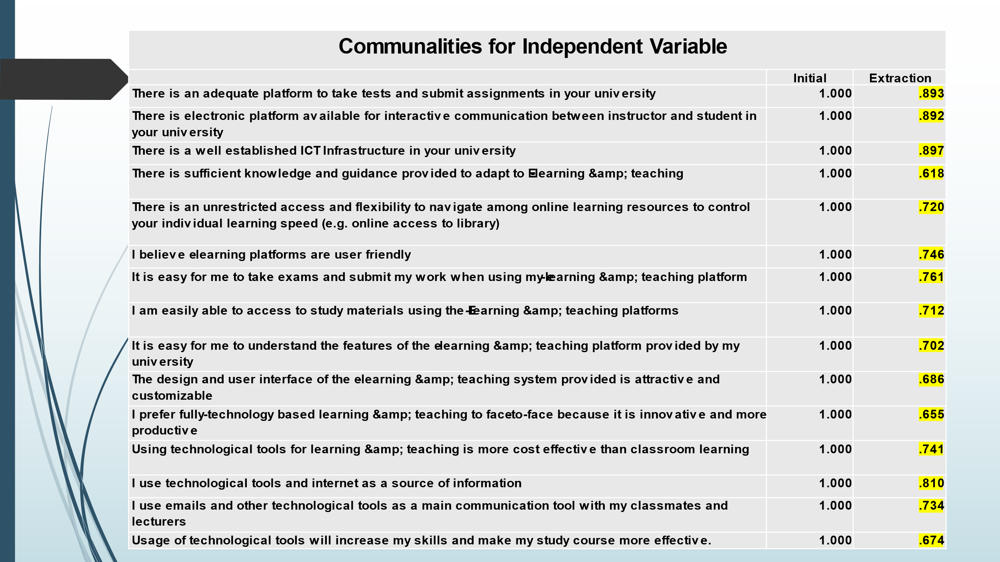 Communalities for Independent Variable
Initial Extraction
There is an adequate platform to take tests and submit assignments in your university 1.000 .893
There is electronic platform available for interactive communication between instructor and student in 1.000 .892
your university
There is a well established ICT Infrastructure in your university 1.000 .897
There is sufficient knowledge and guidance provided to adapt to E-learning &amp; teaching 1.000 .618
There is an unrestricted access and flexibility to navigate among online learning resources to control 1.000 .720
your individual learning speed (e.g. online access to library)
I believe e-learning platforms are user friendly 1.000 .746
It is easy for me to take exams and submit my work when using my e-learning &amp; teaching platform 1.000 .761
I am easily able to access to study materials using the E-learning &amp; teaching platforms 1.000 .712
It is easy for me to understand the features of the e-learning &amp; teaching platform provided by my 1.000 .702
university
The design and user interface of the elearning &amp; teaching system provided is attractive and 1.000 .686
customizable
I prefer fully-technology based learning &amp; teaching to face-to-face because it is innovative and more 1.000 .655
productive
Using technological tools for learning &amp; teaching is more cost effective than classroom learning 1.000 .741
I use technological tools and internet as a source of information 1.000 .810
I use emails and other technological tools as a main communication tool with my classmates and 1.000 .734
lecturers
Usage of technological tools will increase my skills and make my study course more effective. 1.000 .674